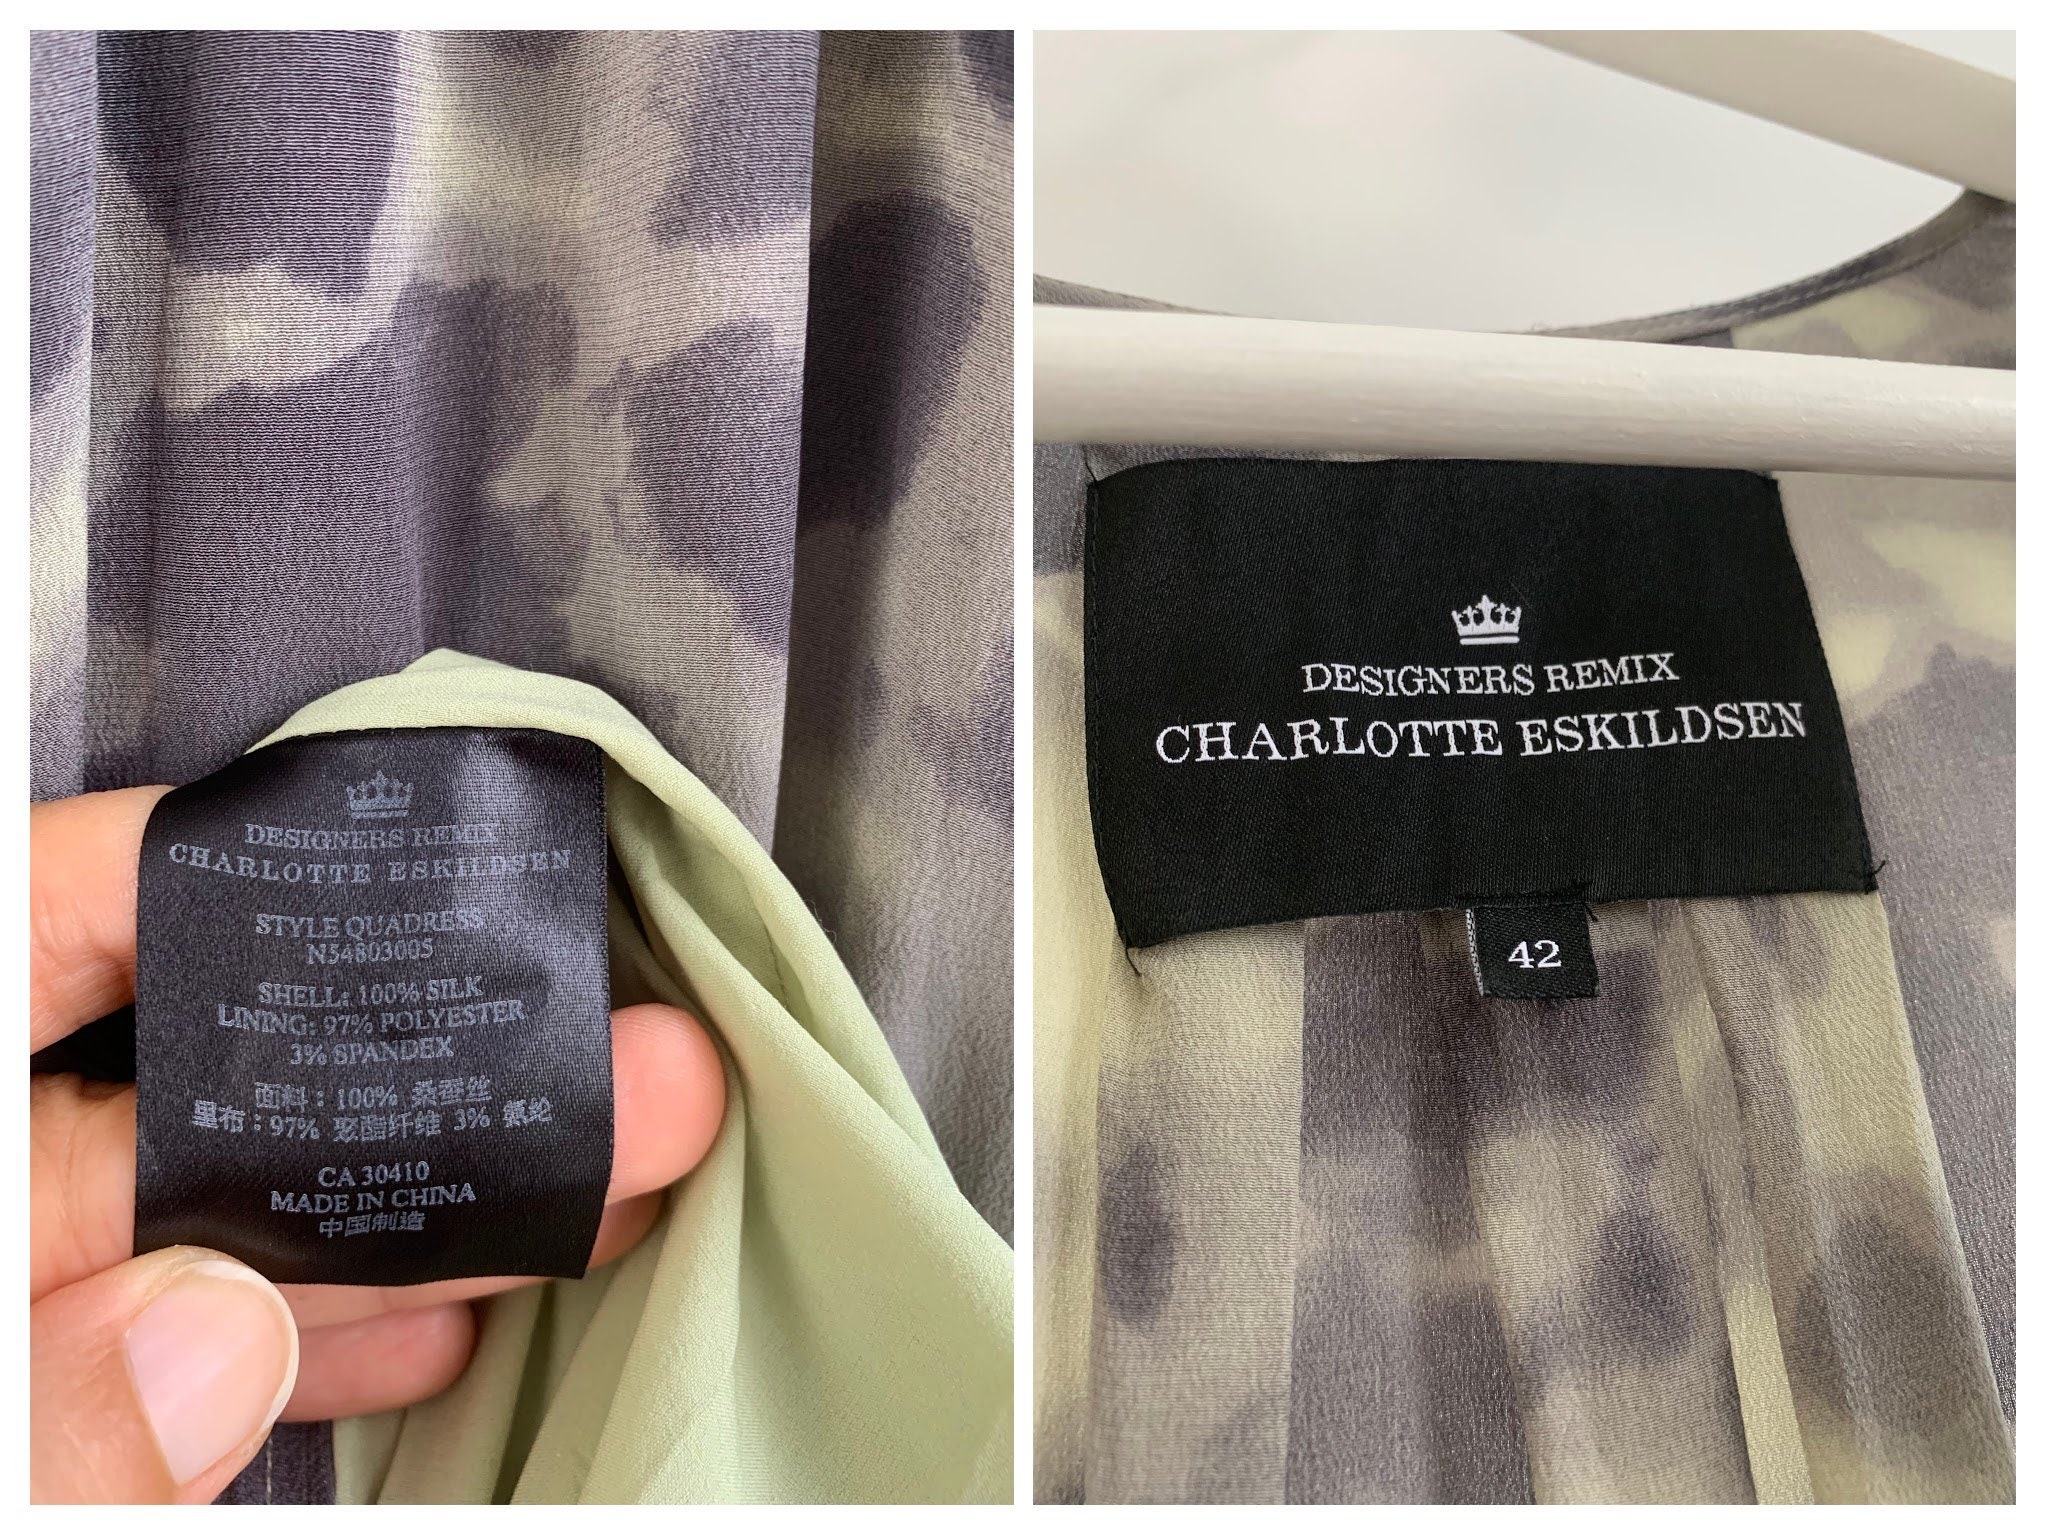 DESIGNERS REMIX
CHARLOTTE ESKILDSEN
STYLE QUADRESS
N54803005
SHELL: 100% SILK
LINING: 97% POLYESTER
3% SPANDEX
面料：100% 桑蚕丝
里布：97% 聚酯纤维 3% 氨纶
CA 30410
MADE IN CHINA
中国制造
DESIGNERS REMIX
CHARLOTTE ESKILDSEN
42